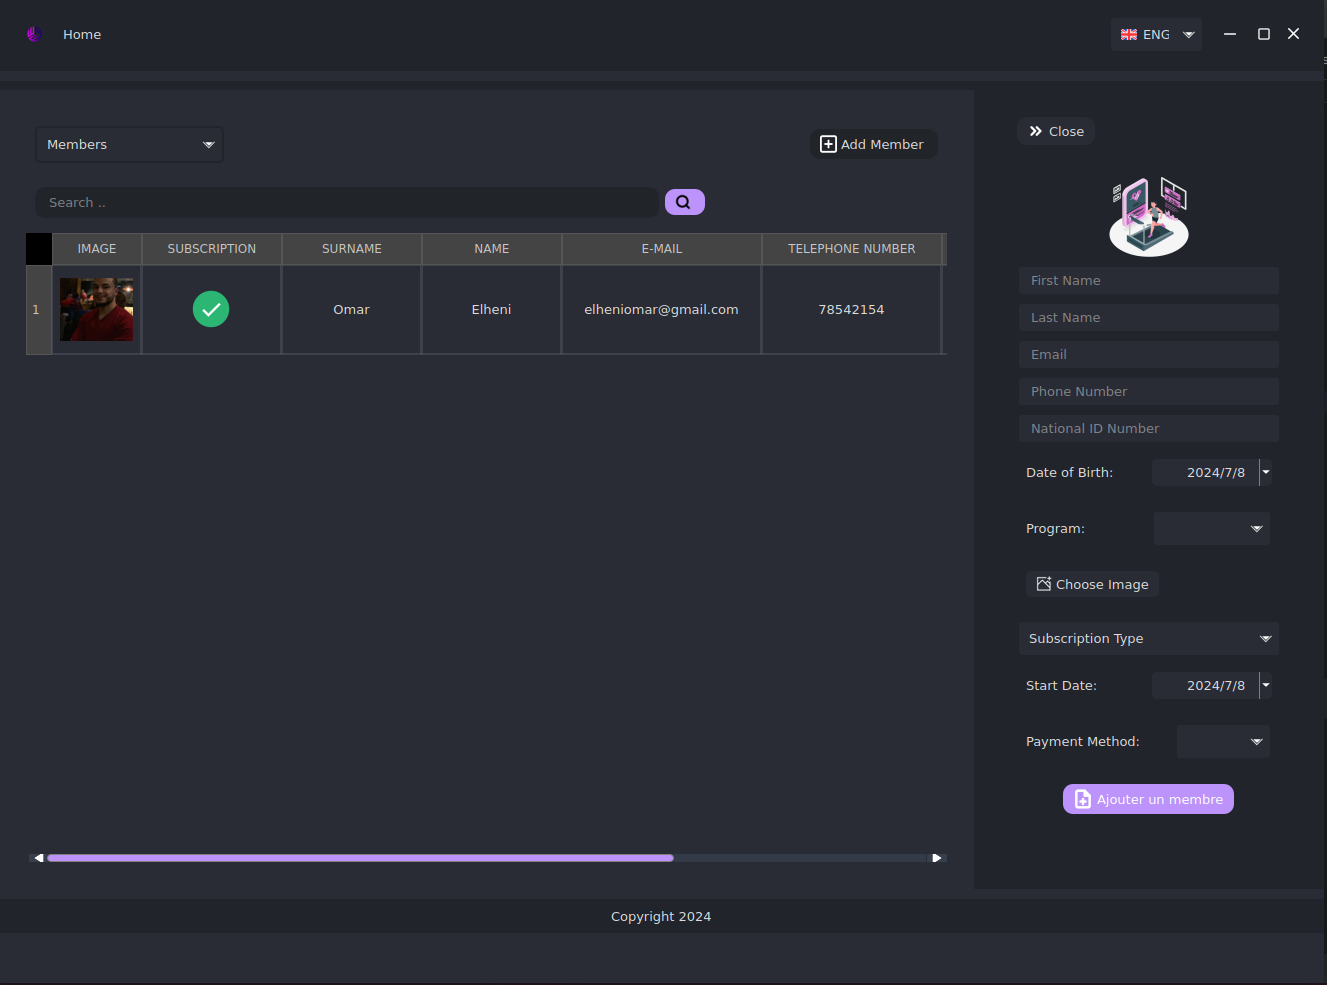 Home
ENG
Members
Add Member
Search ..
IMAGE SUBSCRIPTION SURNAME NAME E-MAIL TELEPHONE NUMBER
1 Omar Elheni elheniomar@gmail.com 78542154
Close
First Name
Last Name
Email
Phone Number
National ID Number
Date of Birth: 2024/7/8
Program:
Choose Image
Subscription Type
Start Date: 2024/7/8
Payment Method:
Ajouter un membre
Copyright 2024